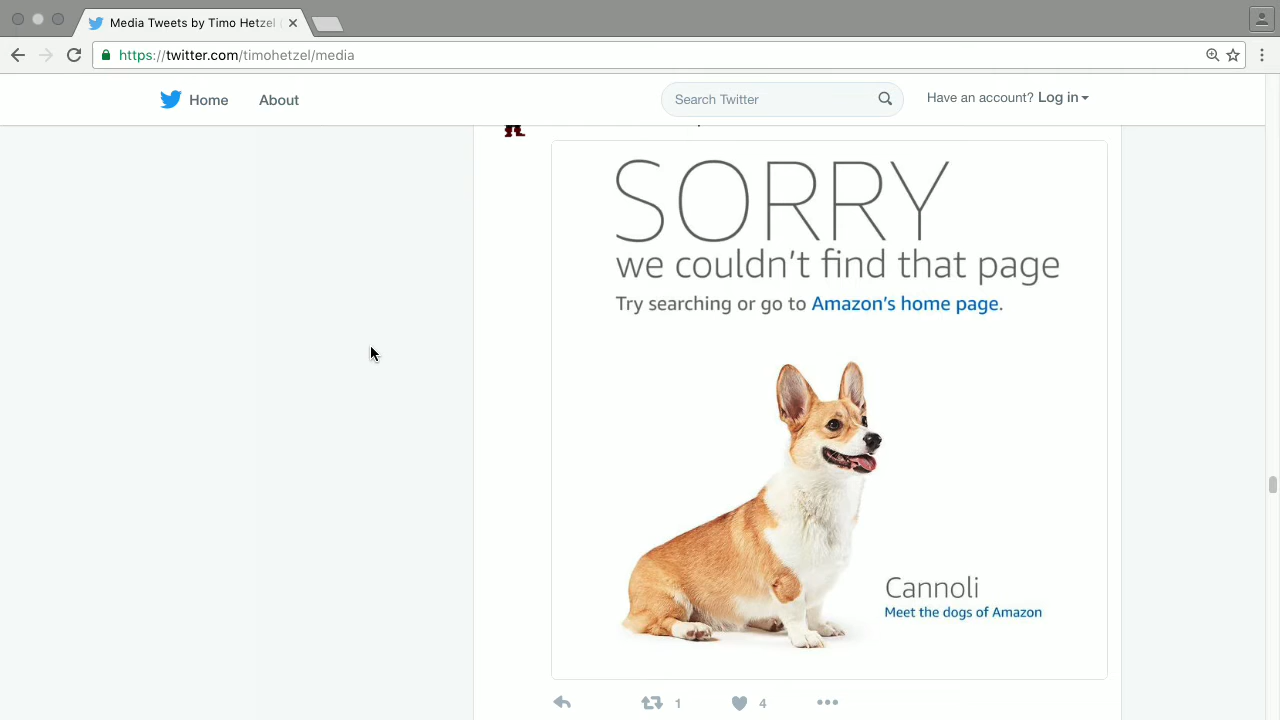 Media Tweets by Timo Hetzel
https://twitter.com/timohetzel/media
Home
About
Search Twitter
Have an account? Log in
SORRY
we couldn't find that page
Try searching or go to Amazon's home page.
Cannoli
Meet the dogs of Amazon
1
4